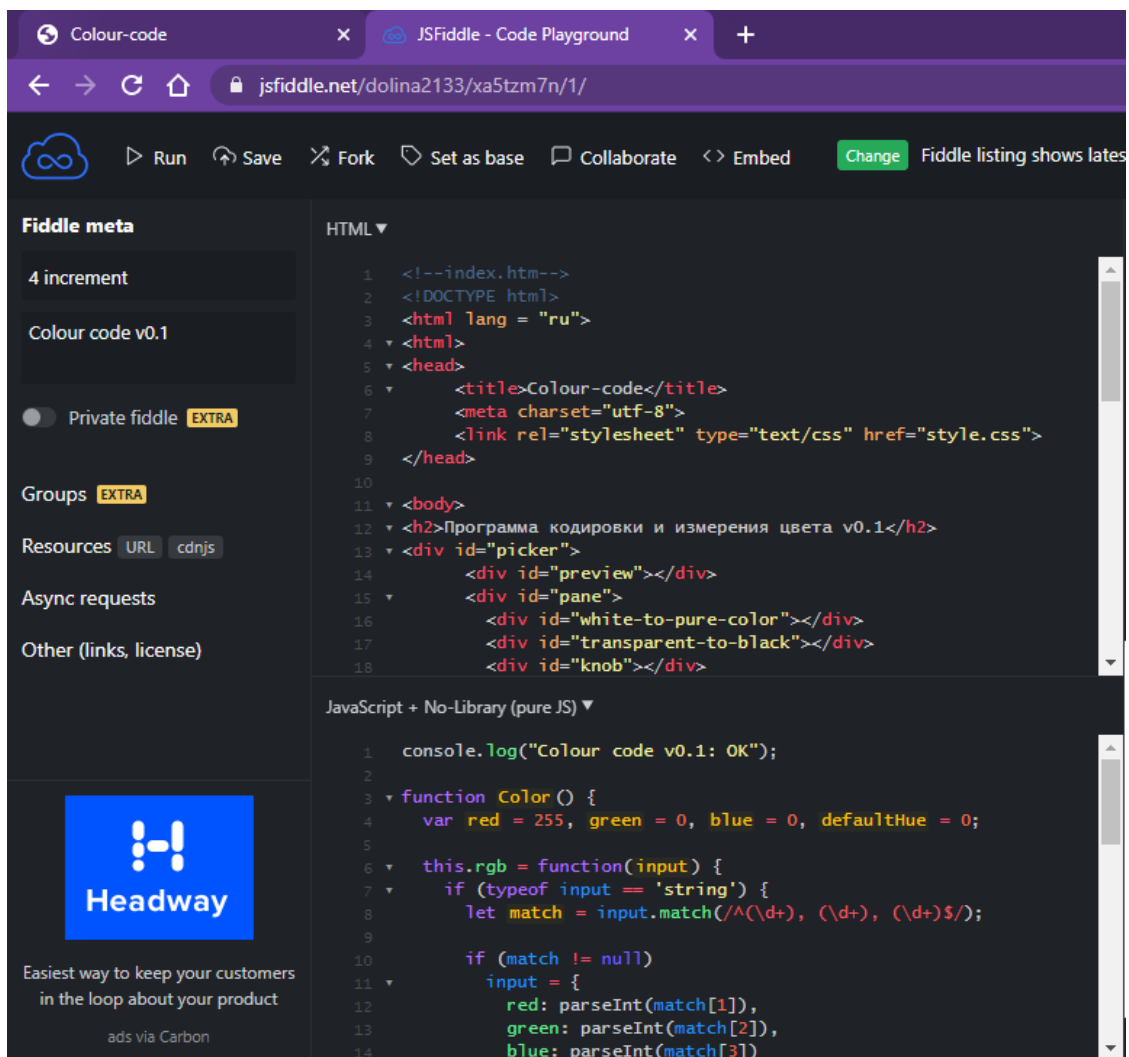 Colour-code
JSFiddle - Code Playground
jsfiddle.net/dolina2133/xa5tzm7n/1/
Run Save Fork Set as base Collaborate Embed Change Fiddle listing shows lates
Fiddle meta
4 increment
Colour code v0.1
Private fiddle EXTRA
Groups EXTRA
Resources URL cdnjs
Async requests
Other (links, license)
Headway
Easiest way to keep your customers
in the loop about your product
ads via Carbon
HTML▼
1 <!--index.htm-->
2 <!DOCTYPE html>
3 <html lang = "ru">
4 <html>
5 <head>
6 <title>Colour-code</title>
7 <meta charset="utf-8">
8 <link rel="stylesheet" type="text/css" href="style.css">
9 </head>
10
11 <body>
12 <h2>Программа кодировки и измерения цвета v0.1</h2>
13 <div id="picker">
14 <div id="preview"></div>
15 <div id="pane">
16 <div id="white-to-pure-color"></div>
17 <div id="transparent-to-black"></div>
18 <div id="knob"></div>
JavaScript + No-Library (pure JS) ▼
1 console.log("Colour code v0.1: OK");
2
3 function Color() {
4 var red = 255, green = 0, blue = 0, defaultHue = 0;
5
6 this.rgb = function(input) {
7 if (typeof input == 'string') {
8 let match = input.match(/^(\d+), (\d+), (\d+)$/);
9
10 if (match != null)
11 input = {
12 red: parseInt(match[1]),
13 green: parseInt(match[2]),
14 blue: parseInt(match[3])